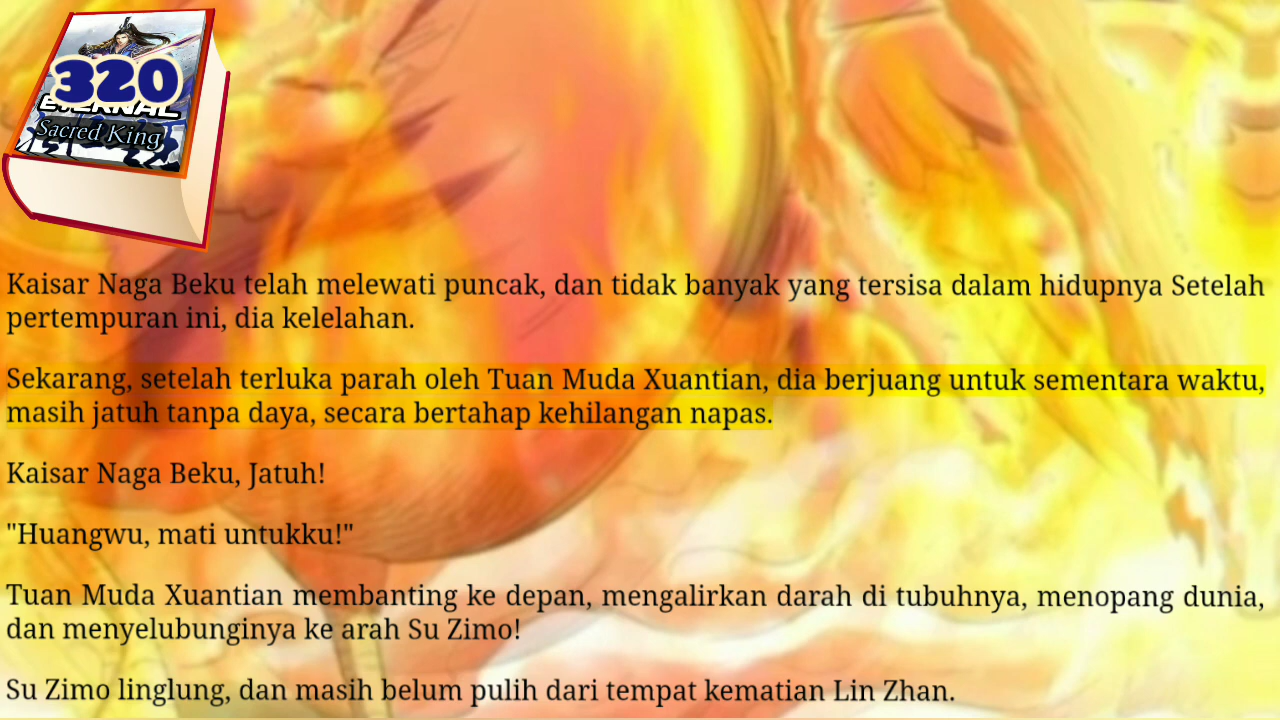 320
ETERNAL
Sacred King
Kaisar Naga Beku telah melewati puncak, dan tidak banyak yang tersisa dalam hidupnya Setelah
pertempuran ini, dia kelelahan.
Sekarang, setelah terluka parah oleh Tuan Muda Xuantian, dia berjuang untuk sementara waktu,
masih jatuh tanpa daya, secara bertahap kehilangan napas.
Kaisar Naga Beku, Jatuh!
"Huangwu, mati untukku!"
Tuan Muda Xuantian membanting ke depan, mengalirkan darah di tubuhnya, menopang dunia,
dan menyelubunginya ke arah Su Zimo!
Su Zimo linglung, dan masih belum pulih dari tempat kematian Lin Zhan.